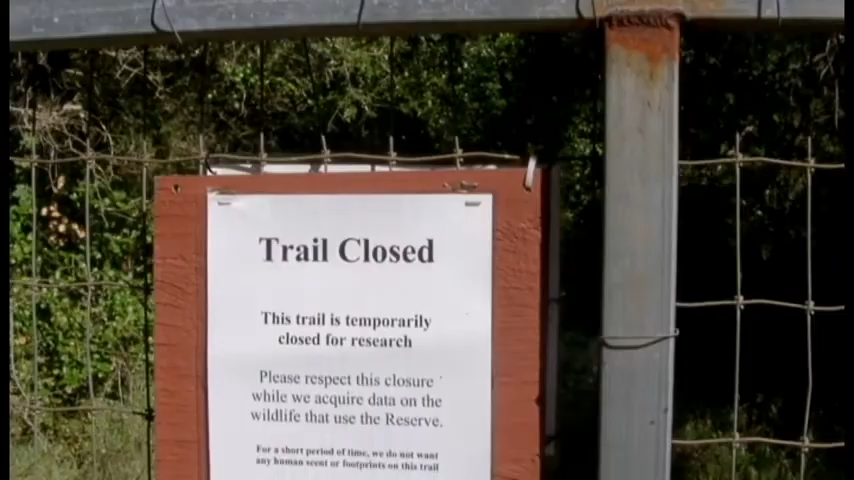 Trail Closed
This trail is temporarily
closed for research
Please respect this closure
while we acquire data on the
wildlife that use the Reserve.
For a short period of time, we do not want
any human scent or footprints on this trail